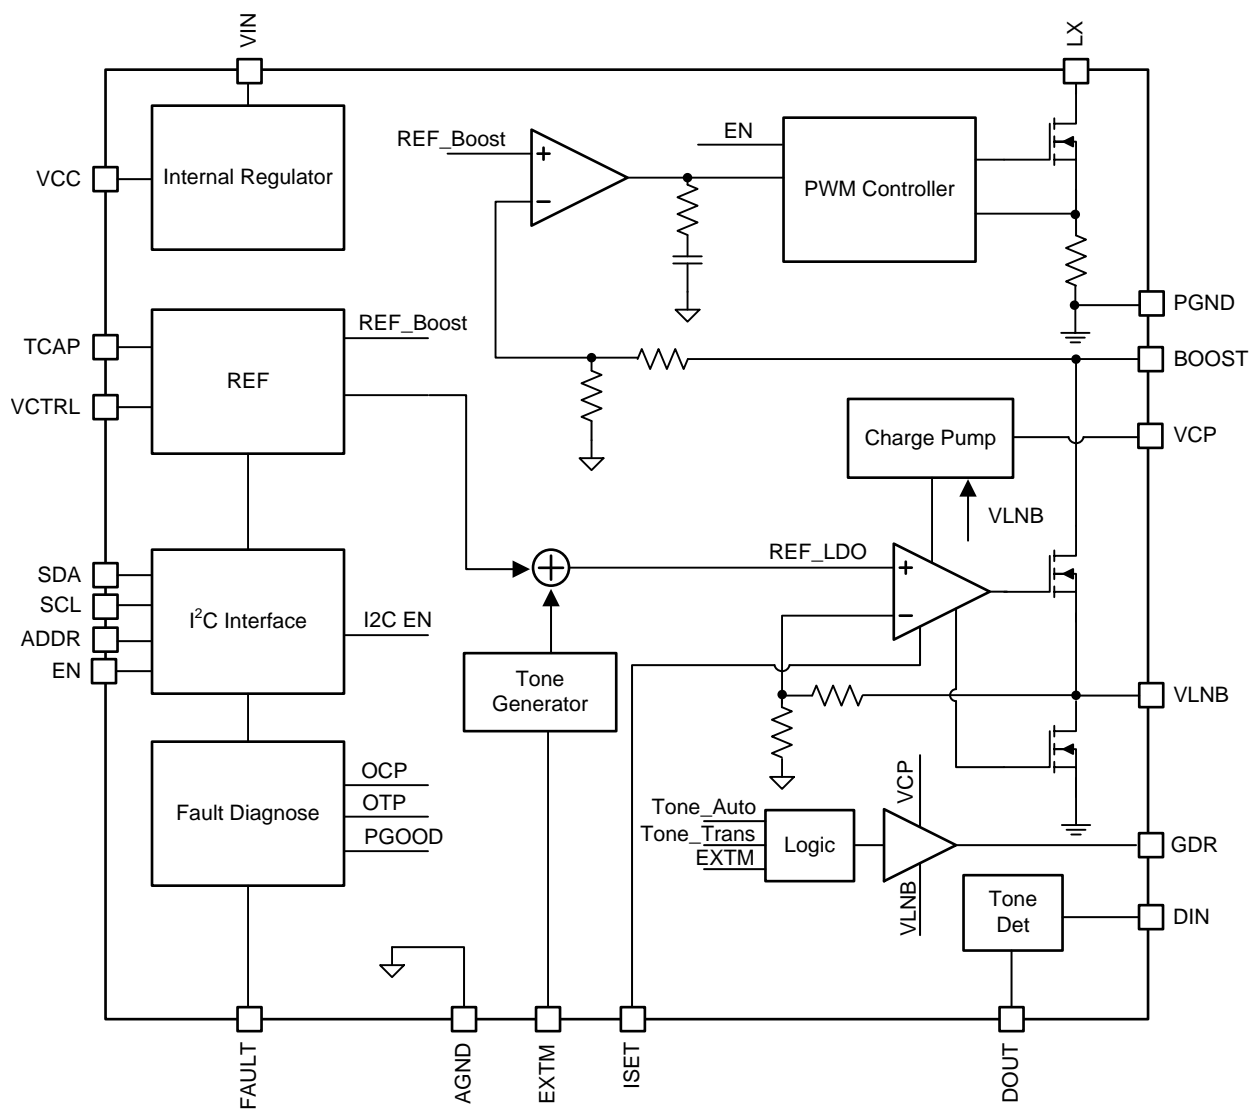 VIN
LX
VCC
Internal Regulator
REF_Boost
+
−
EN
PWM Controller
PGND
BOOST
TCAP
VCTRL
REF
REF_Boost
Charge Pump
VCP
VLNB
REF_LDO
+
−
SDA
SCL
ADDR
EN
I²C Interface
I2C EN
Tone
Generator
VLNB
Fault Diagnose
OCP
OTP
PGOOD
Tone_Auto
Tone_Trans
EXTM
Logic
VCP
VLNB
GDR
Tone
Det
DIN
FAULT
AGND
EXTM
ISET
DOUT